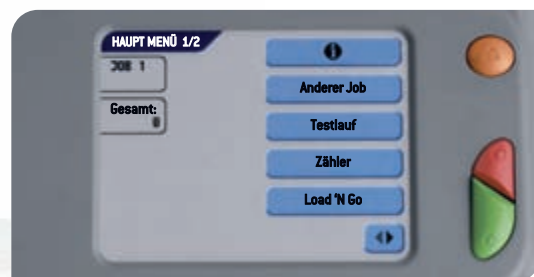 HAUPT MENÜ 1/2
JOB 1
Gesamt:
0
Anderer Job
Testlauf
Zähler
Load 'N Go